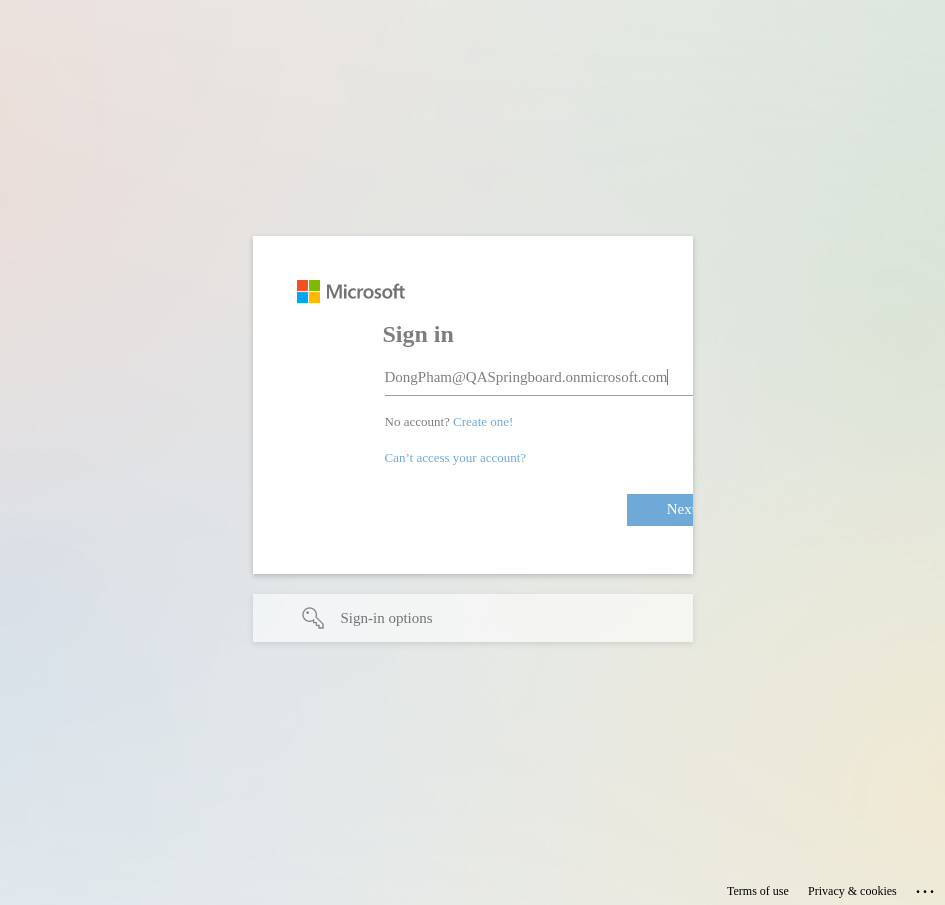 Microsoft
Sign in
DongPham@QASpringboard.onmicrosoft.com
No account? Create one!
Can’t access your account?
Nex
Sign-in options
Terms of use Privacy & cookies ...